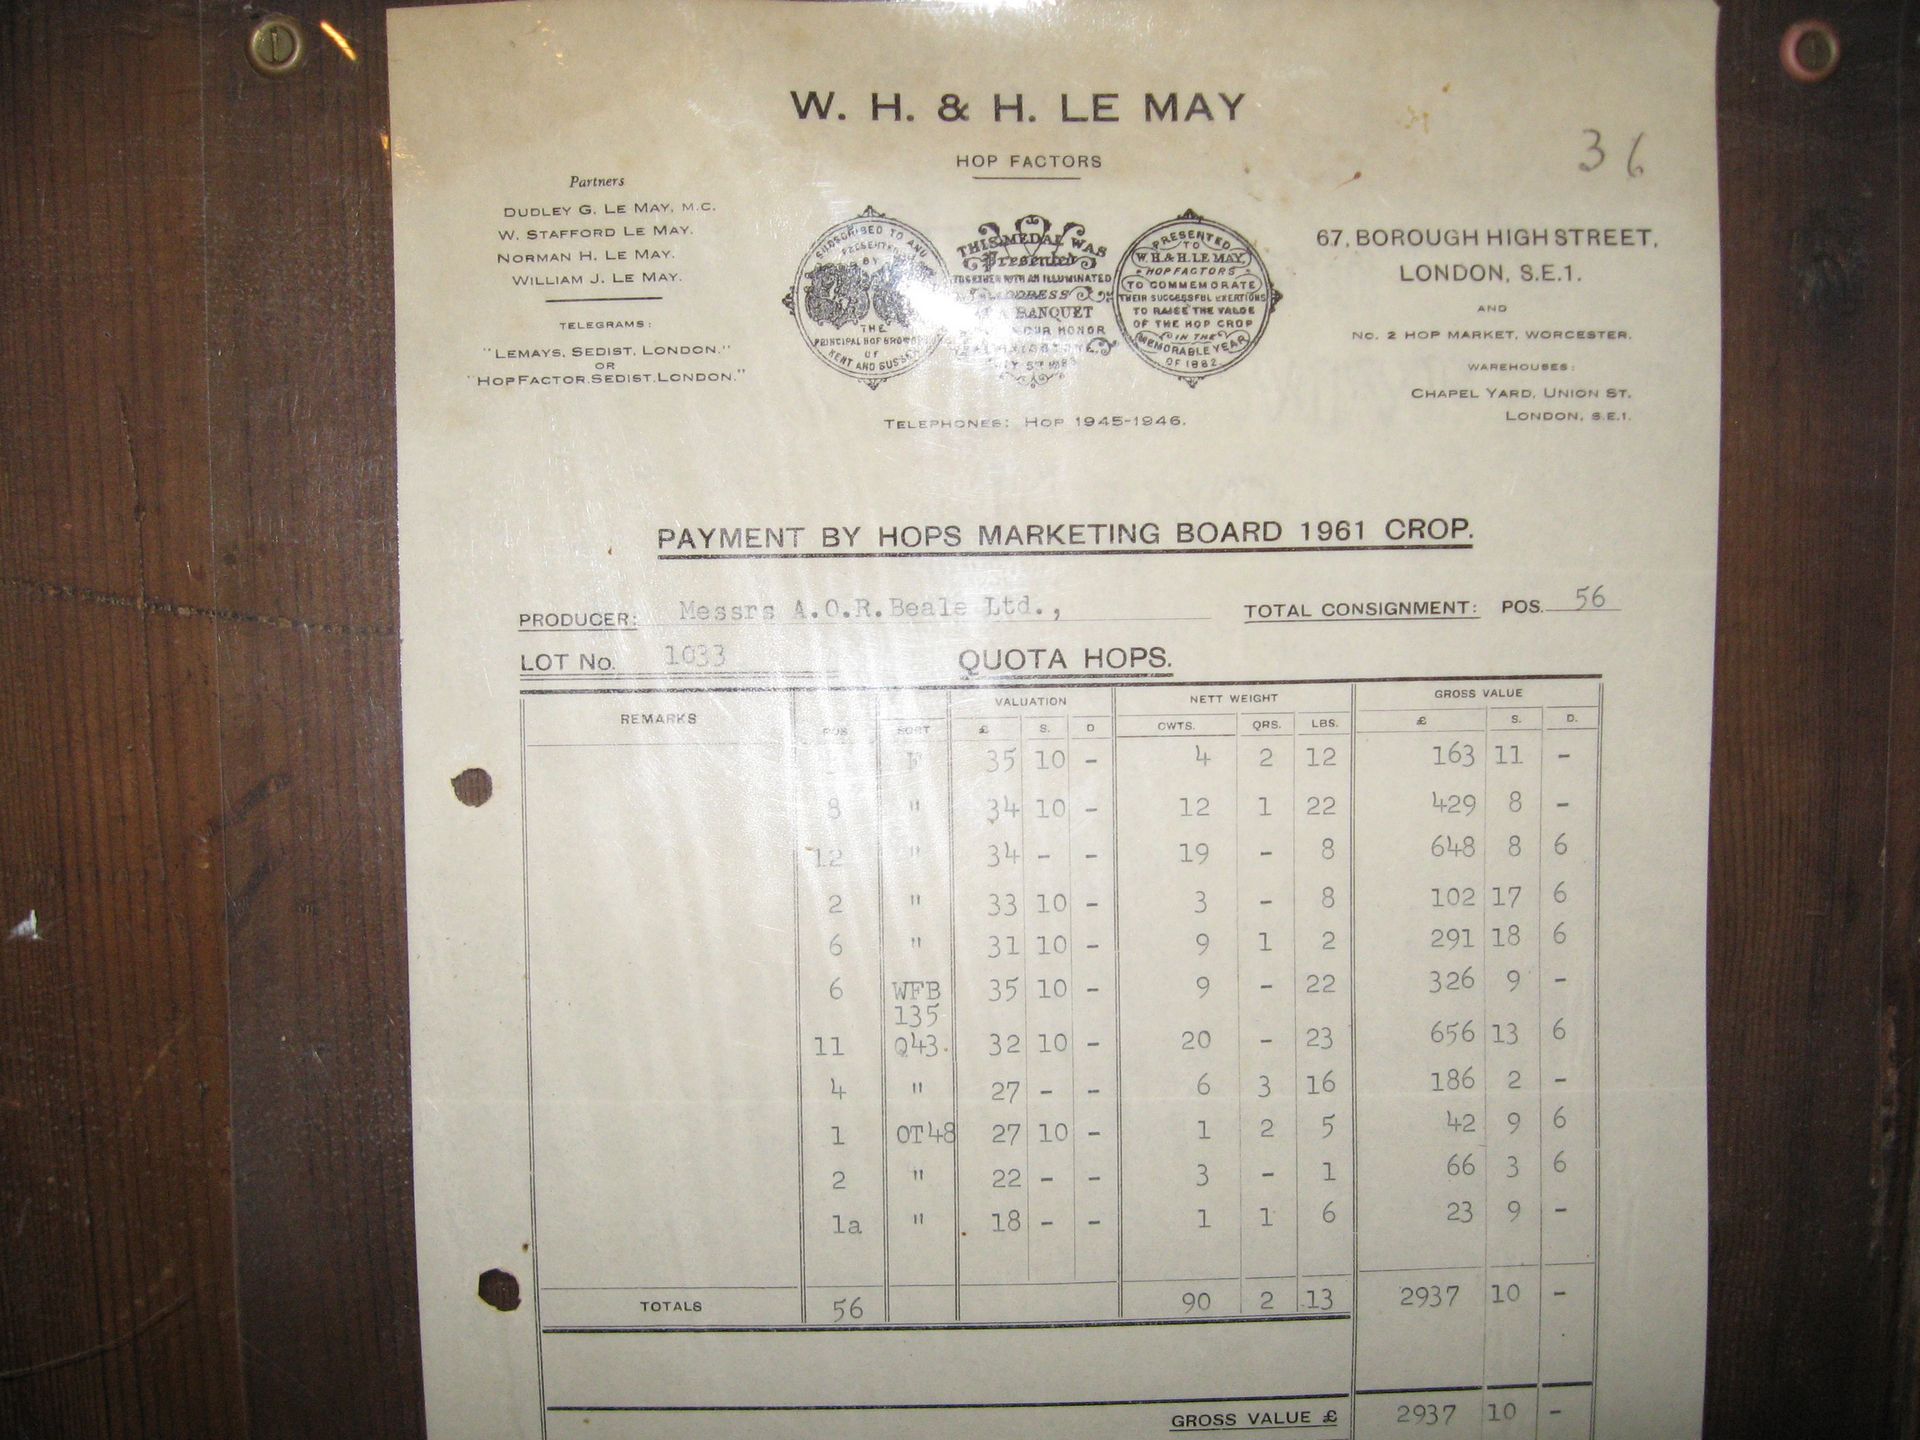 W. H. & H. LE MAY
HOP FACTORS
36
Partners
DUDLEY G. LE MAY, M.C.
W. STAFFORD LE MAY.
NORMAN H. LE MAY.
WILLIAM J. LE MAY.
TELEGRAMS:
"LEMAYS, SEDIST, LONDON."
OR
"HOPFACTOR, SEDIST, LONDON."
SUBSCRIBED TO AND
PRESENTED
BY
THE
PRINCIPAL HOP GROWERS
OF
KENT AND SUSSEX
THIS MEDAL WAS
Presented
TOGETHER WITH AN ILLUMINATED
ADDRESS
BANQUET
HONOR
PRESENTED
TO
W.H.& H. LE MAY
HOP FACTORS
TO COMMEMORATE
THEIR SUCCESSFUL EXERTIONS
TO RAISE THE VALUE
OF THE HOP CROP
IN THE
MEMORABLE YEAR
OF 1882
67, BOROUGH HIGH STREET,
LONDON, S.E.1.
AND
NO. 2 HOP MARKET, WORCESTER.
WAREHOUSES:
CHAPEL YARD, UNION ST.
LONDON, S.E.1.
TELEPHONES: HOP 1945-1946.
PAYMENT BY HOPS MARKETING BOARD 1961 CROP.
PRODUCER: Messrs A.O.R.Beale Ltd., TOTAL CONSIGNMENT: POS. 56
LOT No. 1033 QUOTA HOPS.
REMARKS POS SORT VALUATION NETT WEIGHT GROSS VALUE
£ S. D CWTS. QRS. LBS. £ S. D.
F 35 10 - 4 2 12 163 11 -
8 " 34 10 - 12 1 22 429 8 -
12 " 34 - - 19 - 8 648 8 6
2 " 33 10 - 3 - 8 102 17 6
6 " 31 10 - 9 1 2 291 18 6
6 WFB 35 10 - 9 - 22 326 9 -
135
11 Q43. 32 10 - 20 - 23 656 13 6
4 " 27 - - 6 3 16 186 2 -
1 OT48 27 10 - 1 2 5 42 9 6
2 " 22 - - 3 - 1 66 3 6
1a " 18 - - 1 1 6 23 9 -
TOTALS 56 90 2 13 2937 10 -
GROSS VALUE £ 2937 10 -